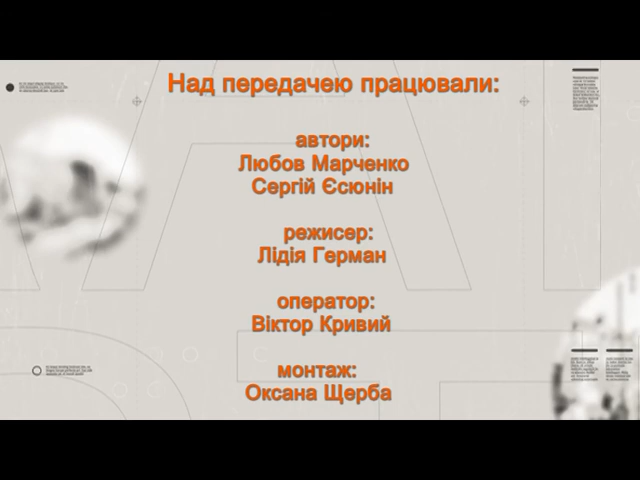 Над передачею працювали:
автори:
Любов Марченко
Сергій Єсюнін
режисер:
Лідія Герман
оператор:
Віктор Кривий
монтаж:
Оксана Щерба